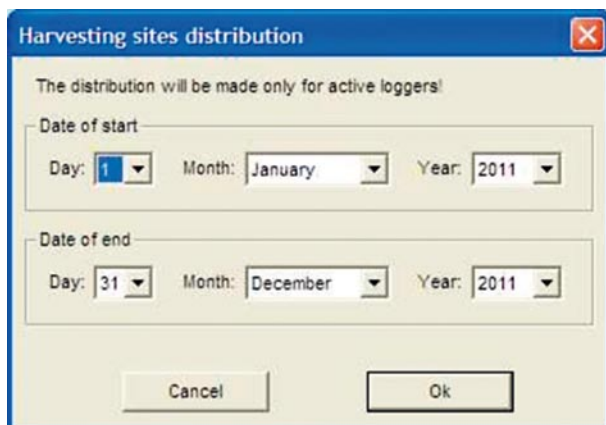 Harvesting sites distribution
The distribution will be made only for active loggers!
Date of start
Day: 1 Month: January Year: 2011
Date of end
Day: 31 Month: December Year: 2011
Cancel Ok